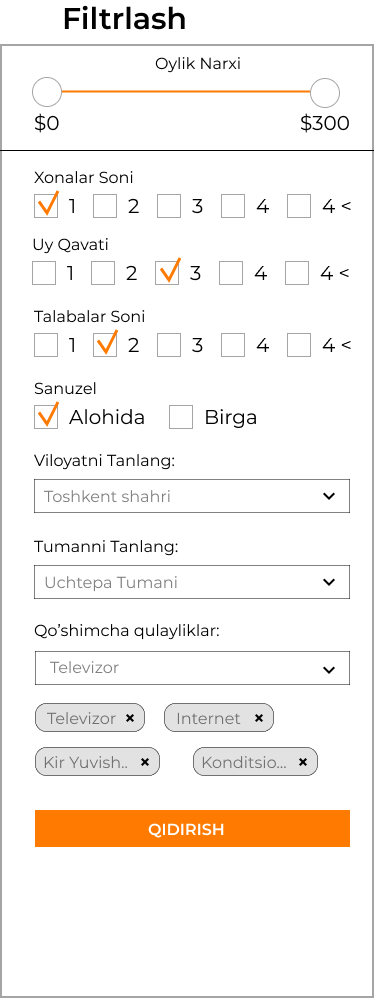 Filtrlash
Oylik Narxi
$0 $300
Xonalar Soni
1 2 3 4 4 <
Uy Qavati
1 2 3 4 4 <
Talabalar Soni
1 2 3 4 4 <
Sanuzel
Alohida Birga
Viloyatni Tanlang:
Toshkent shahri
Tumanni Tanlang:
Uchtepa Tumani
Qo’shimcha qulayliklar:
Televizor
Televizor × Internet ×
Kir Yuvish.. × Konditsio... ×
QIDIRISH